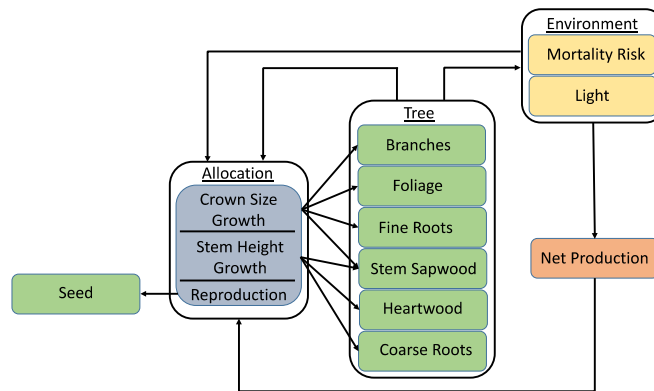 Environment
Mortality Risk
Light
Tree
Branches
Foliage
Fine Roots
Stem Sapwood
Heartwood
Coarse Roots
Allocation
Crown Size
Growth
Stem Height
Growth
Reproduction
Seed
Net Production